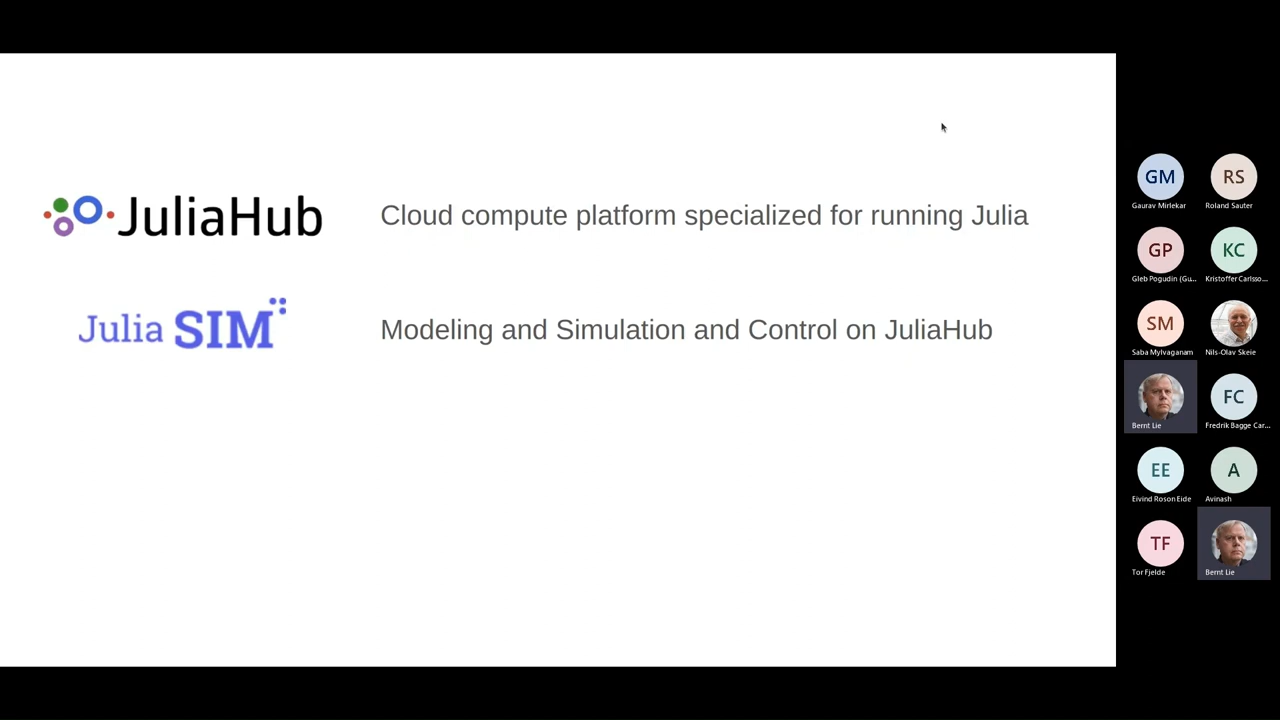 JuliaHub
Cloud compute platform specialized for running Julia
Julia SIM
Modeling and Simulation and Control on JuliaHub
GM
RS
Gaurav Mirlekar
Roland Sauter
GP
KC
Gleb Pogudin (Gu...
Kristoffer Carlsso...
SM
Saba Mylvaganam
Nils-Olav Skeie
FC
Bernt Lie
Fredrik Bagge Car...
EE
A
Eivind Roson Eide
Avinash
TF
Tor Fjelde
Bernt Lie